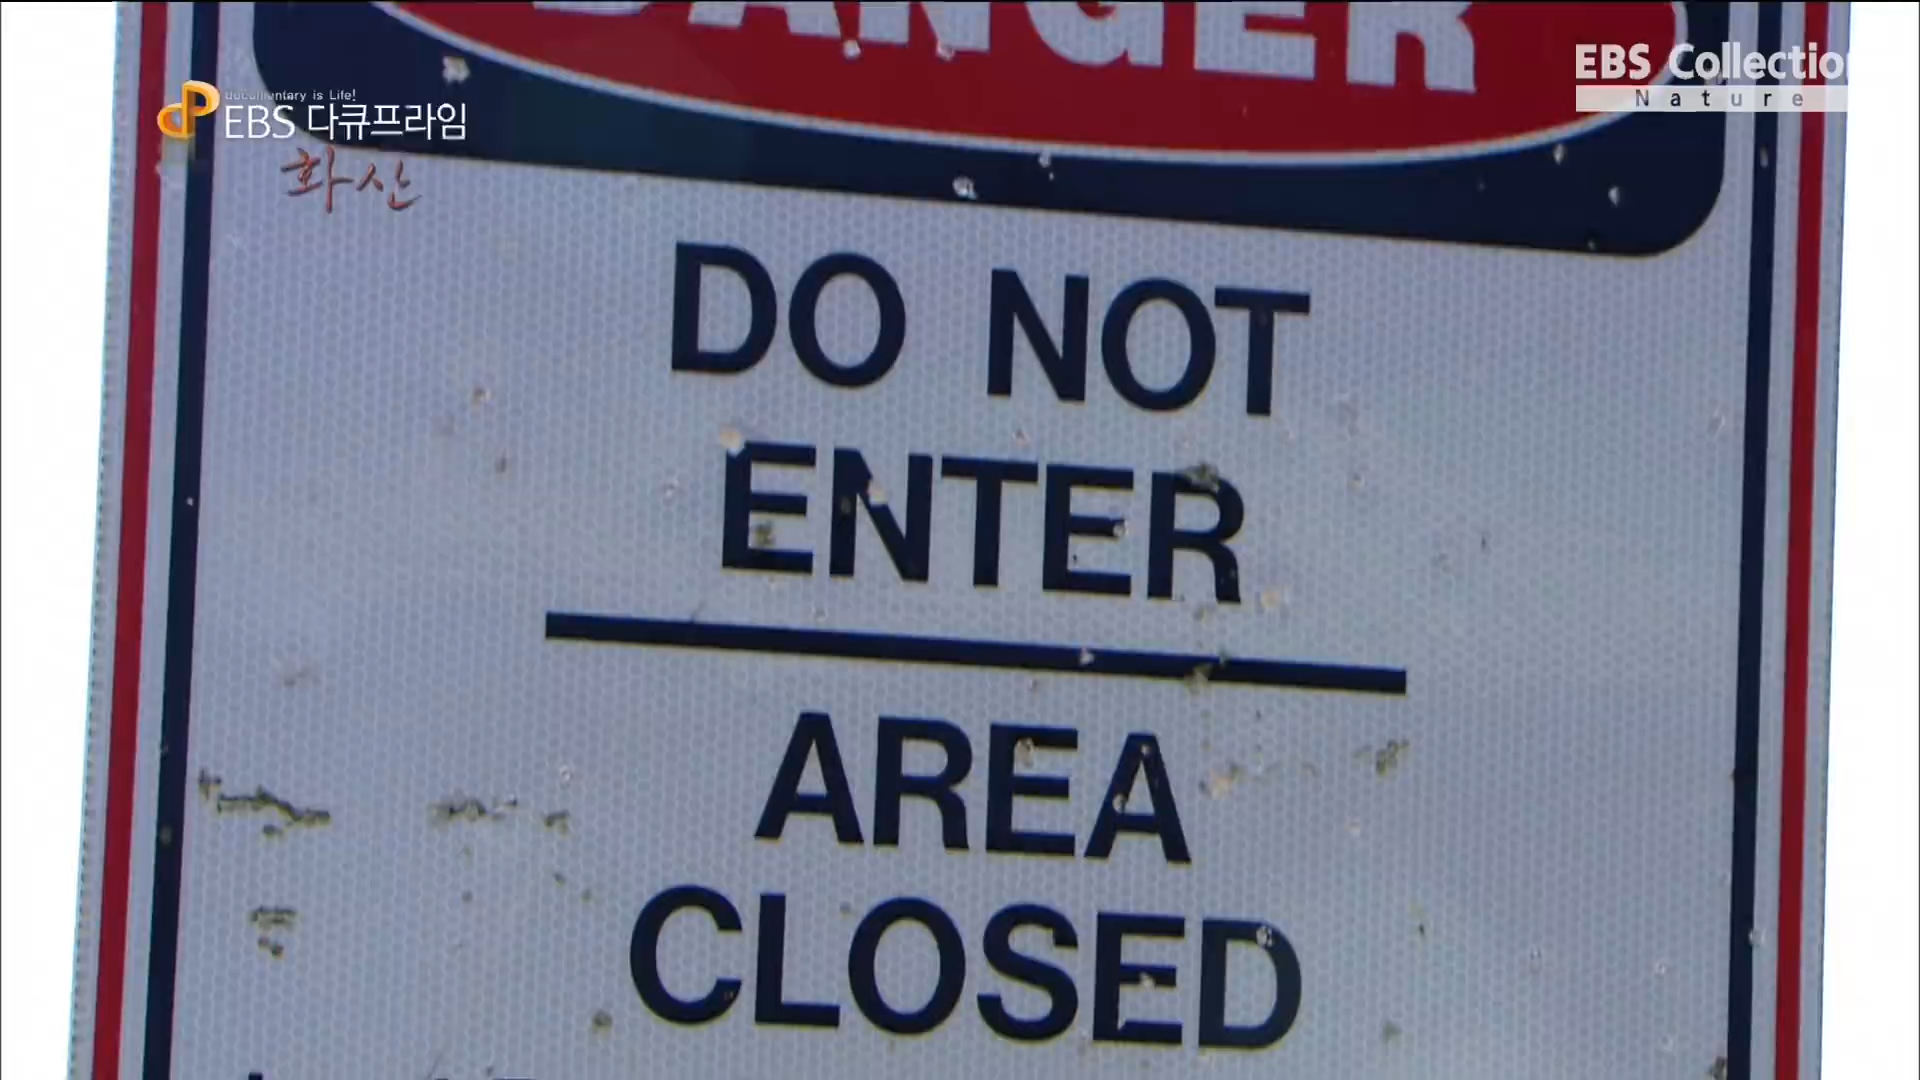 DANGER
EBS Collection
Nature
documentary is Life!
EBS 다큐프라임
화산
DO NOT
ENTER
AREA
CLOSED